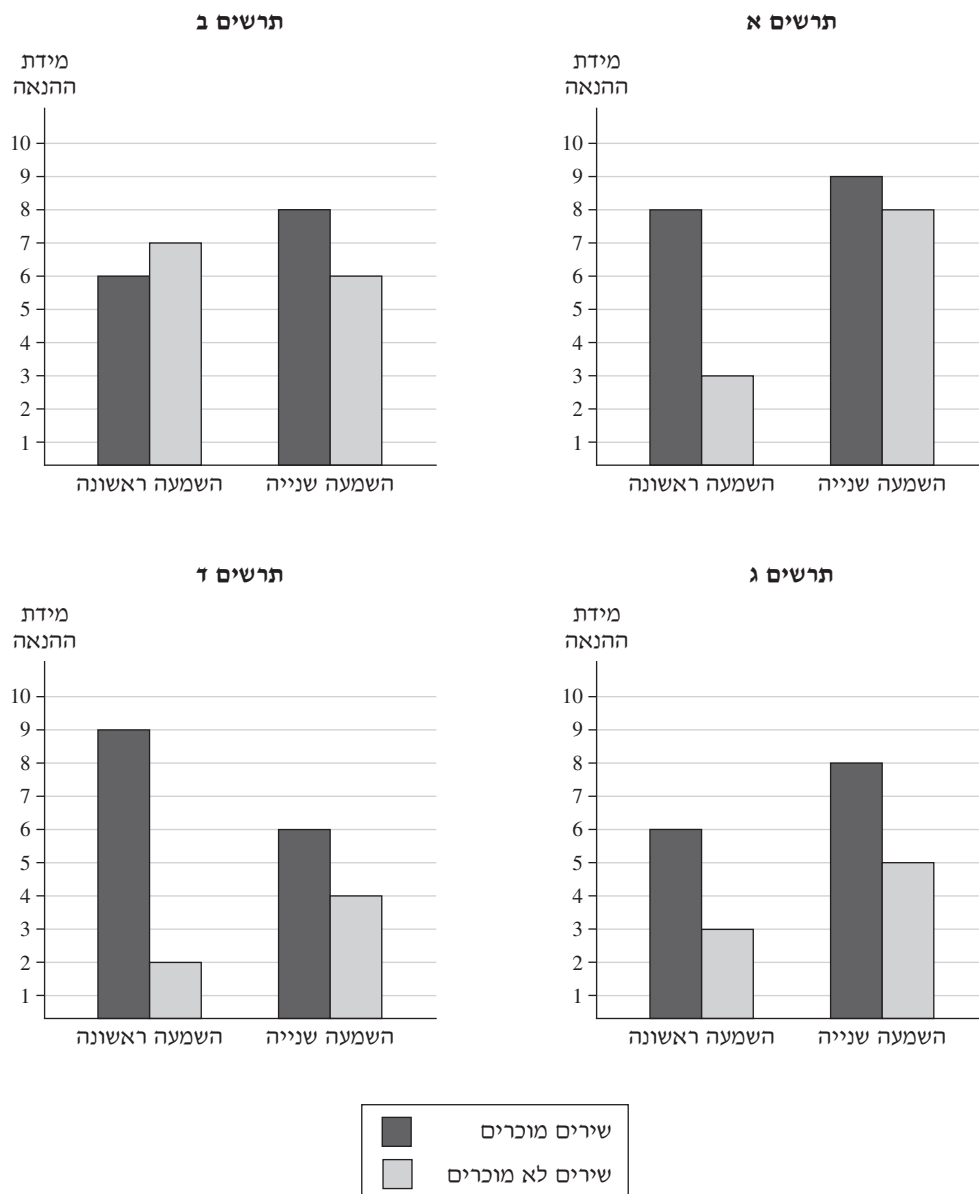 תרשים א
מידת
ההנאה
10
9
8
7
6
5
4
3
2
1
השמעה ראשונה
השמעה שנייה
תרשים ב
מידת
ההנאה
10
9
8
7
6
5
4
3
2
1
השמעה ראשונה
השמעה שנייה
תרשים ג
מידת
ההנאה
10
9
8
7
6
5
4
3
2
1
השמעה ראשונה
השמעה שנייה
תרשים ד
מידת
ההנאה
10
9
8
7
6
5
4
3
2
1
השמעה ראשונה
השמעה שנייה
שירים מוכרים
שירים לא מוכרים